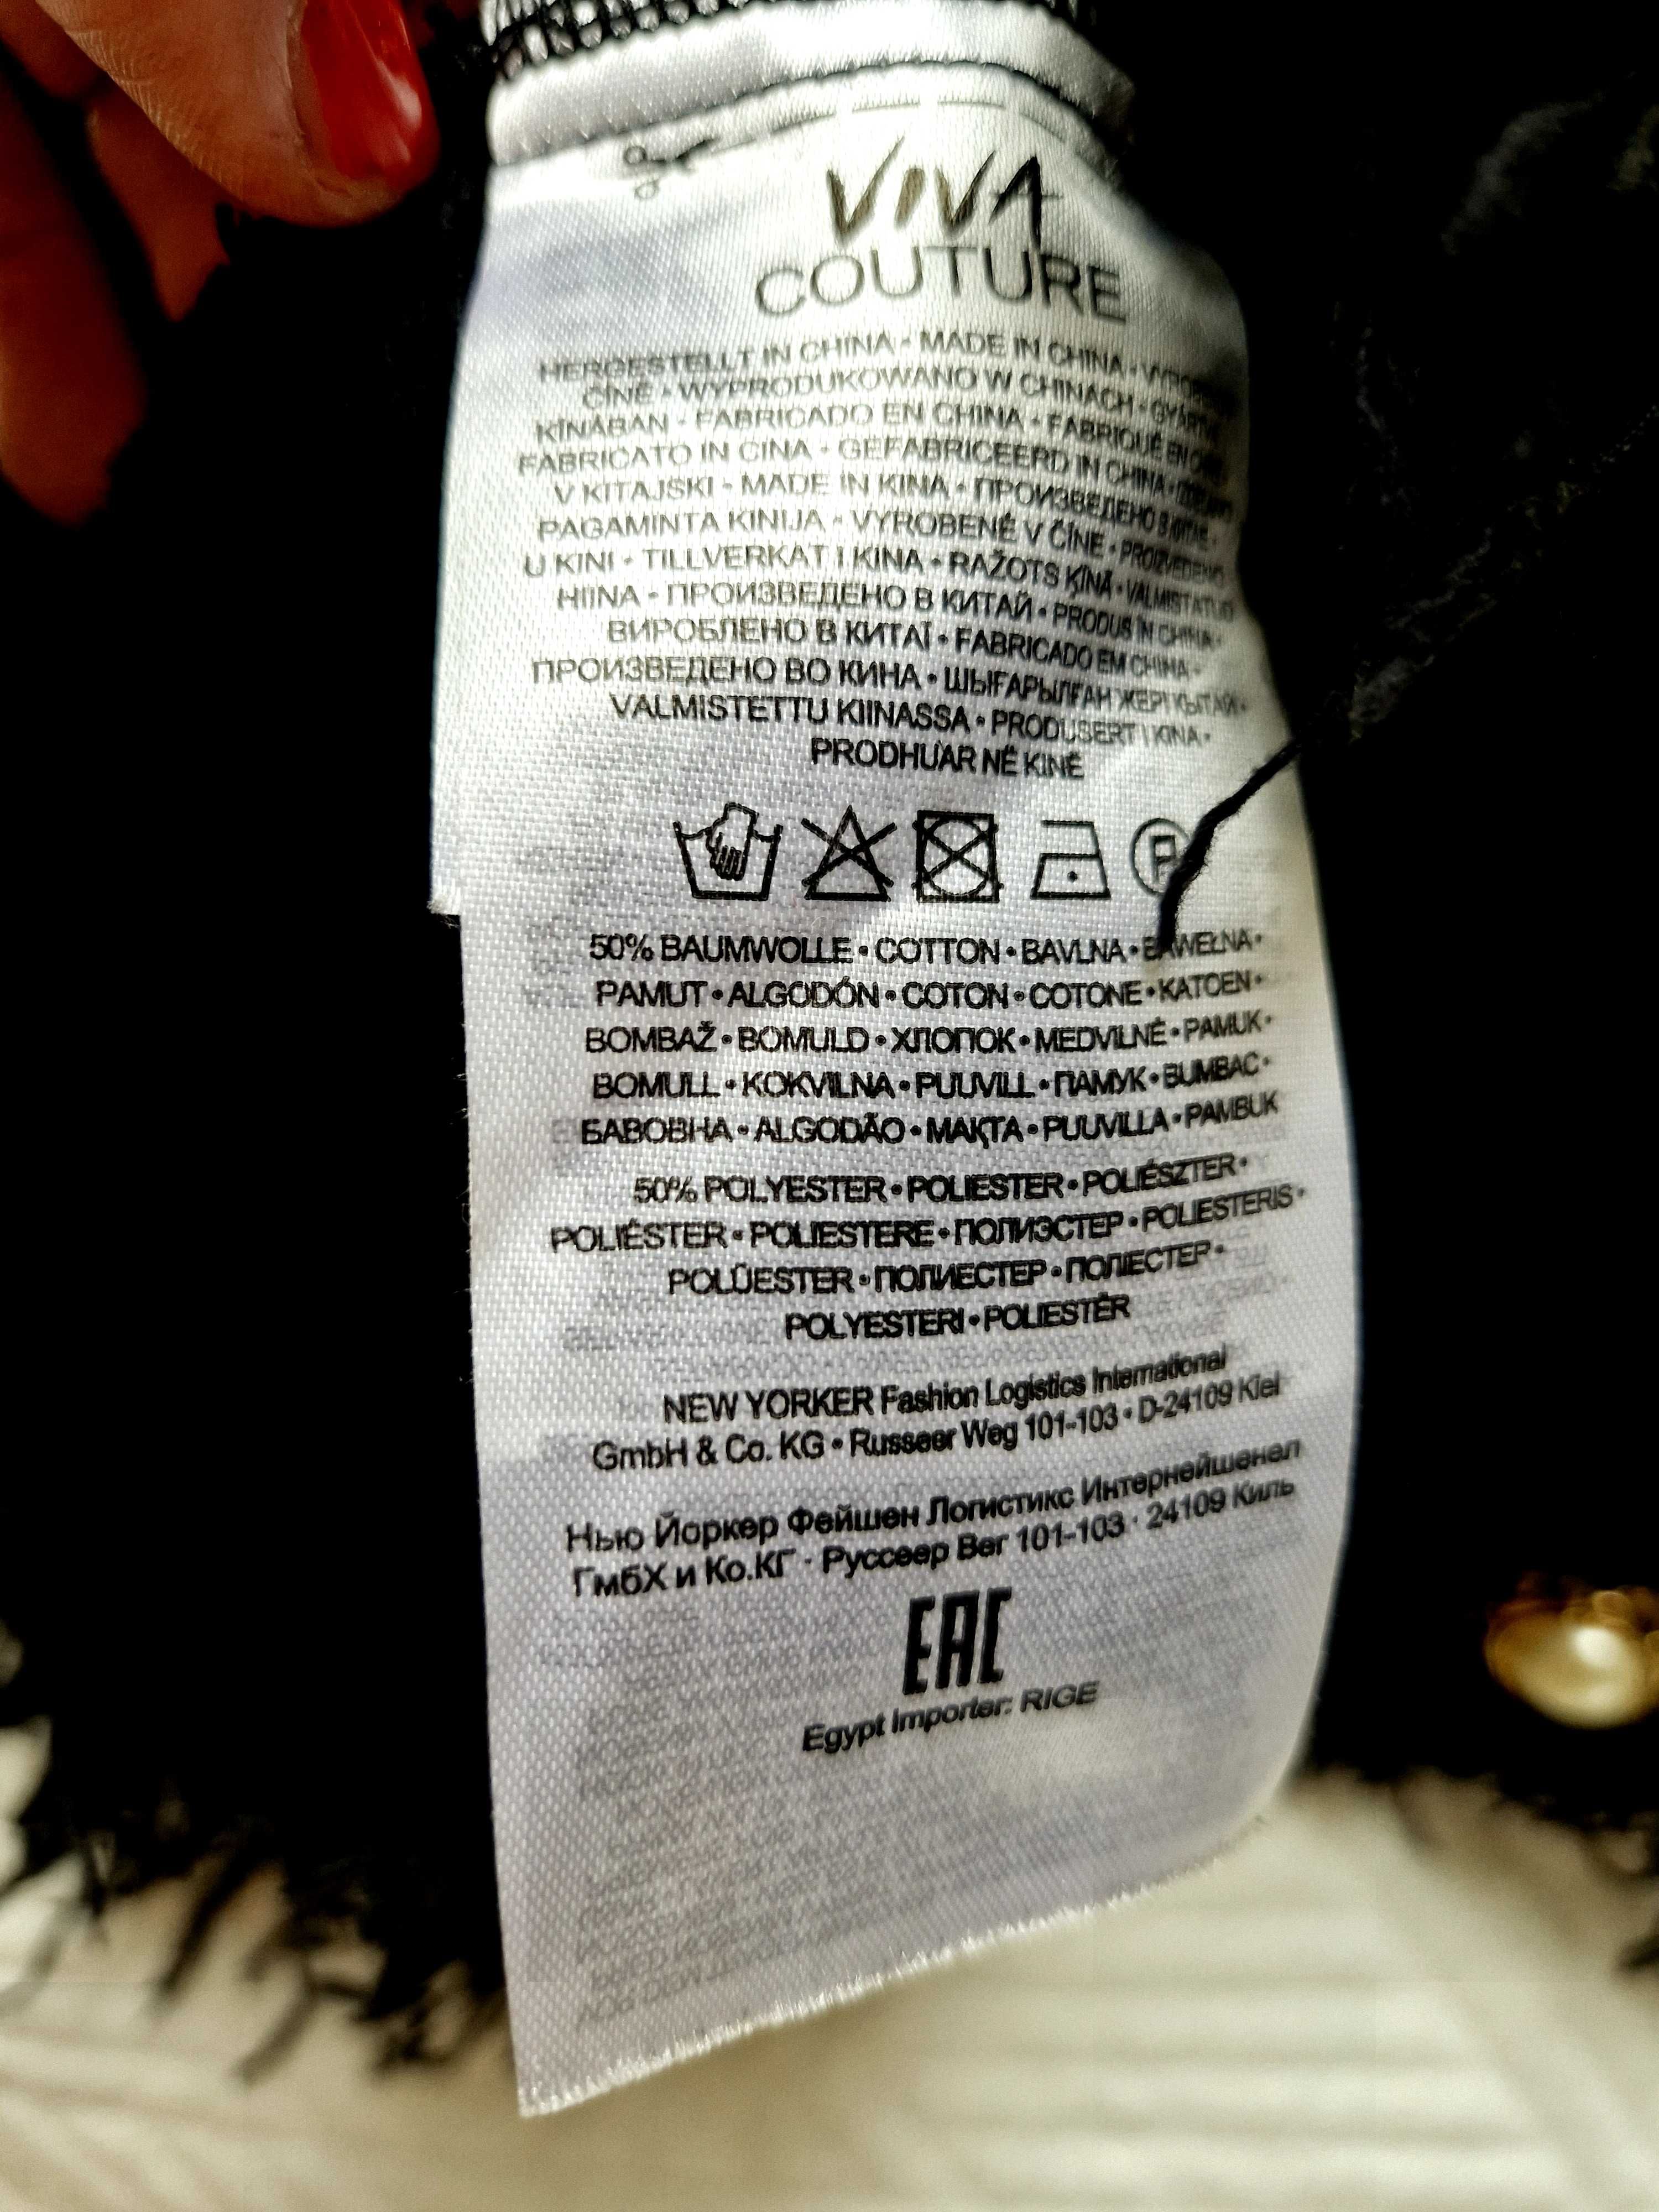 VIVA
COUTURE
HERGESTELLT IN CHINA • MADE IN CHINA •
ČÍNĚ • WYPRODUKOWANO W CHINACH •
KÍNÁBAN • FABRICADO EN CHINA • FABRIQUÉ EN
FABRICATO IN CINA • GEFABRICEERD IN CHINA •
V KITAJSKI • MADE IN KINA • ПРОИЗВЕДЕНО В КИТАЕ •
PAGAMINTA KINIJA • VYROBENÉ V ČÍNE • PROIZVEDENO
U KINI • TILLVERKAT I KINA • RAŽOTS ĶĪNĀ • VALMISTATUD
HIINA • ПРОИЗВЕДЕНО В КИТАЙ • PRODUS ÎN CHINA •
ВИРОБЛЕНО В КИТАЇ • FABRICADO EM CHINA •
ПРОИЗВЕДЕНО ВО КИНА • ШЫҒАРЫЛҒАН ЖЕРІ ҚЫТАЙ •
VALMISTETTU KIINASSA • PRODUSERT I KINA •
PRODHUAR NË KINË
P
50% BAUMWOLLE • COTTON • BAVLNA • BAWEŁNA •
PAMUT • ALGODÓN • COTON • COTONE • KATOEN •
BOMBAŽ • BOMULD • ХЛОПОК • MEDVILNĖ • PAMUK •
BOMULL • KOKVILNA • PUUVILL • ПАМУК • BUMBAC •
БАВОВНА • ALGODÃO • МАҚТА • PUUVILLA • PAMBUK
50% POLYESTER • POLIESTER • POLIÉSZTER •
POLIÉSTER • POLIESTERE • ПОЛИЭСТЕР • POLIESTERIS •
POLÜESTER • ПОЛИЕСТЕР • ПОЛІЕСТЕР •
POLYESTERI • POLIESTËR
NEW YORKER Fashion Logistics International
GmbH & Co. KG • Russeer Weg 101-103 • D-24109 Kiel
Нью Йоркер Фейшен Логистикс Интернейшенел
ГмбХ и Ко.КГ · Руссеер Вег 101-103 · 24109 Киль
EAC
Egypt Importer: RIGE